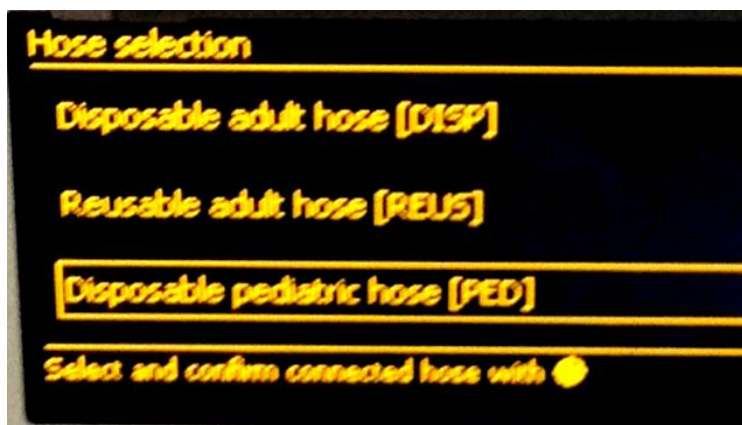 Hose selection
Disposable adult hose [DISP]
Reusable adult hose [REUS]
Disposable pediatric hose [PED]
Select and confirm connected hose with